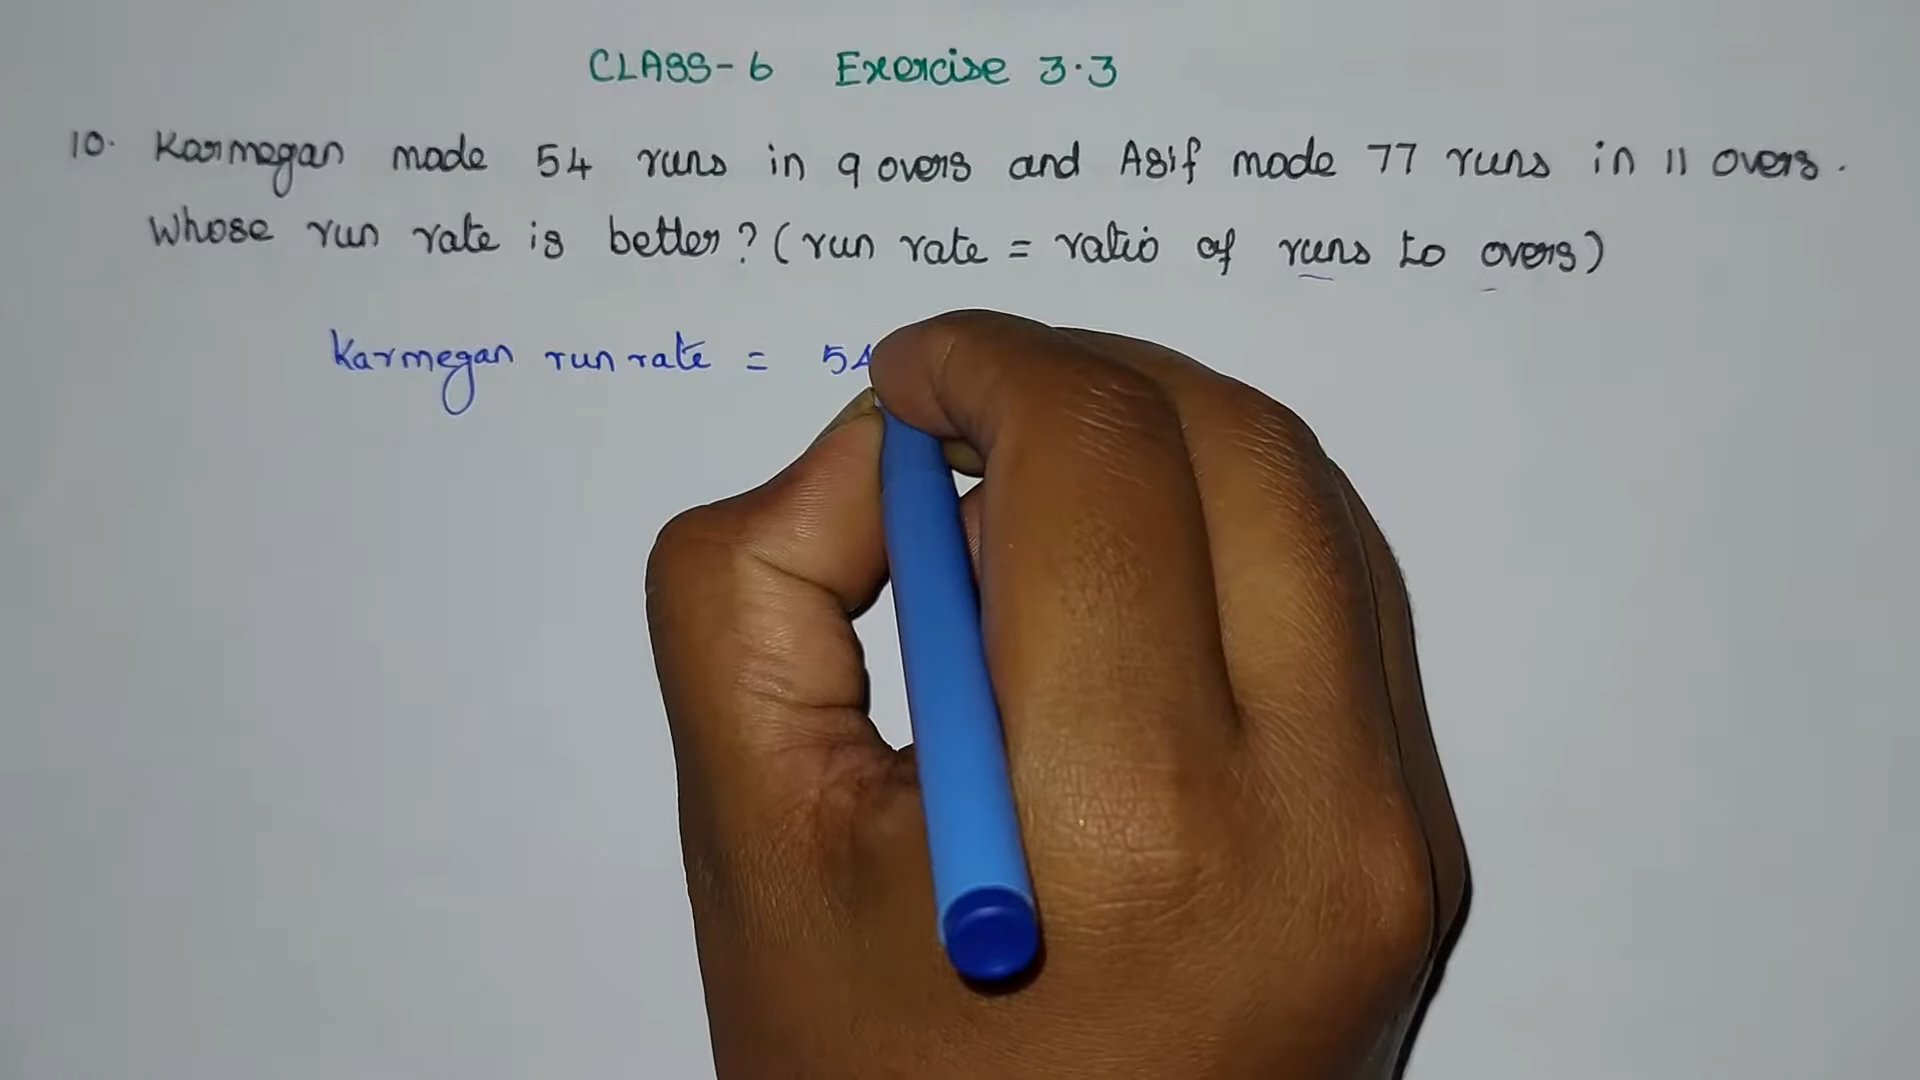 CLASS-6 Exercise 3.3
10. Karmegan made 54 runs in 9 overs and Asif made 77 runs in 11 overs.
Whose run rate is better? (run rate = ratio of runs to overs)
Karmegan run rate = 54